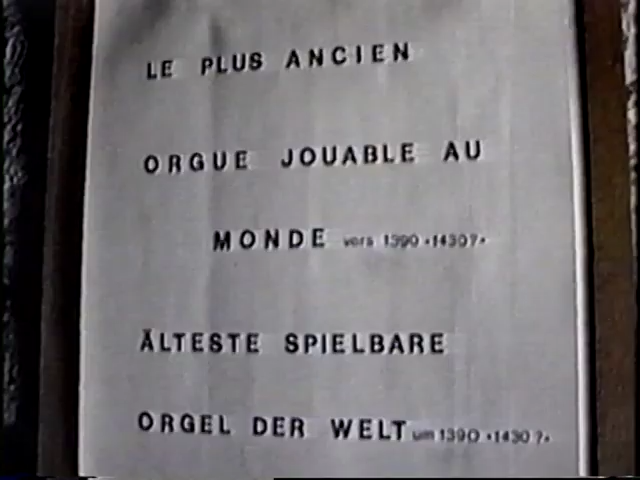 LE PLUS ANCIEN
ORGUE JOUABLE AU
MONDE vers 1390 •1430?•
ÄLTESTE SPIELBARE
ORGEL DER WELT um 1390 •1430?•